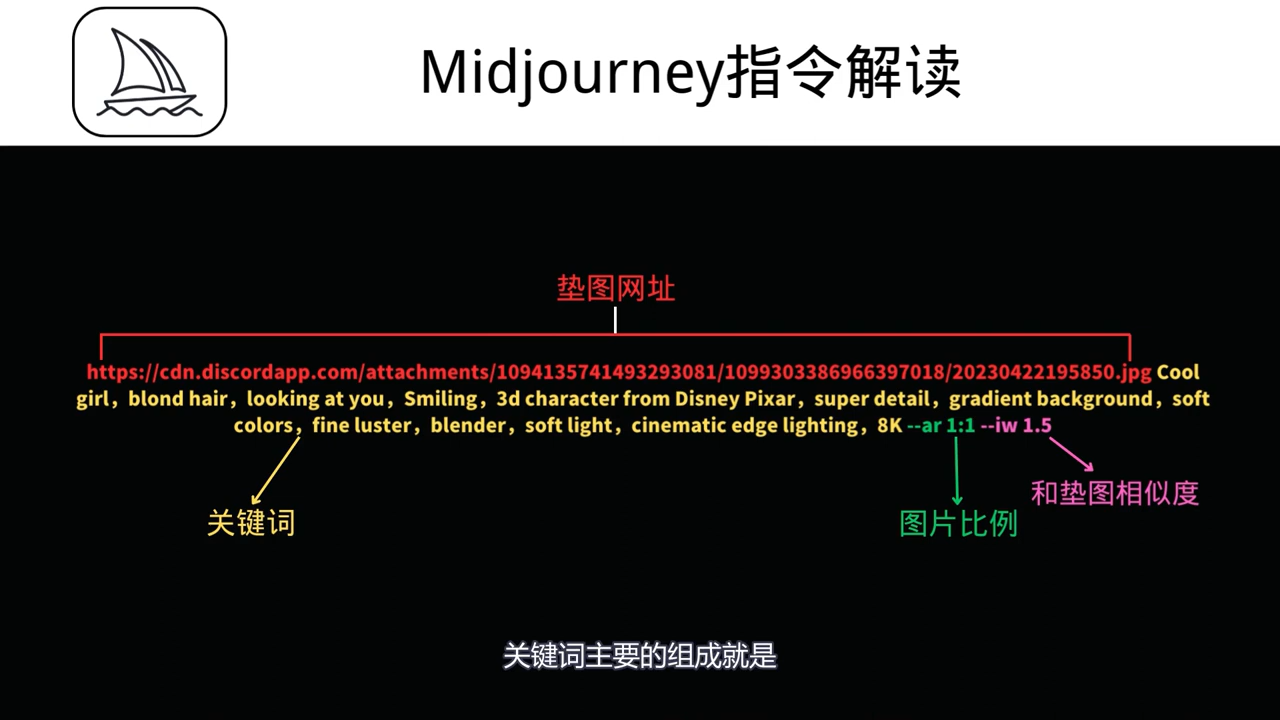 Midjourney指令解读
垫图网址
https://cdn.discordapp.com/attachments/1094135741493293081/1099303386966397018/20230422195850.jpg Cool
girl，blond hair，looking at you，Smiling，3d character from Disney Pixar，super detail，gradient background，soft
colors，fine luster，blender，soft light，cinematic edge lighting，8K --ar 1:1 --iw 1.5
和垫图相似度
关键词
图片比例
关键词主要的组成就是